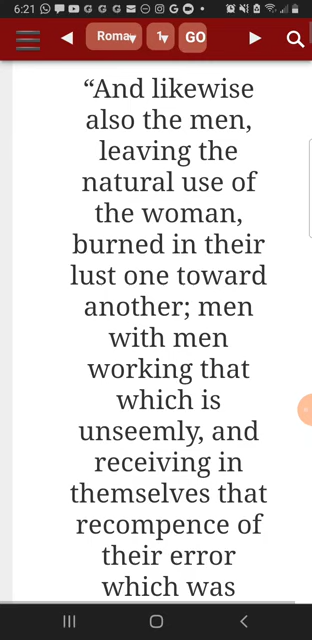 6:21
Roma
1
GO
“And likewise
also the men,
leaving the
natural use of
the woman,
burned in their
lust one toward
another; men
with men
working that
which is
unseemly, and
receiving in
themselves that
recompence of
their error
which was